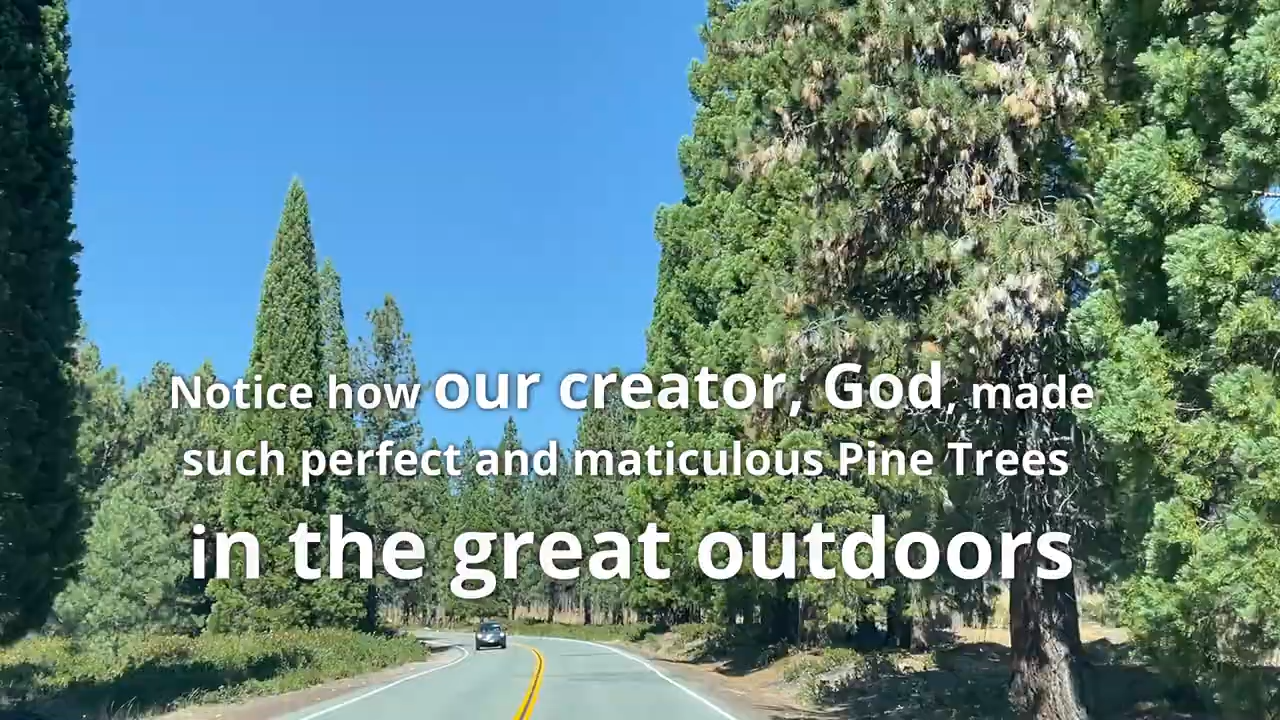 Notice how our creator, God, made
such perfect and maticulous Pine Trees
in the great outdoors